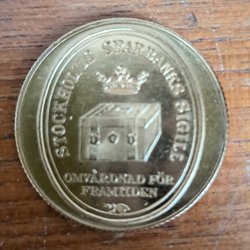 STOCKHOLMS SPARBANKS SIGILL
OMVÅRDNAD FÖR
FRAMTIDEN